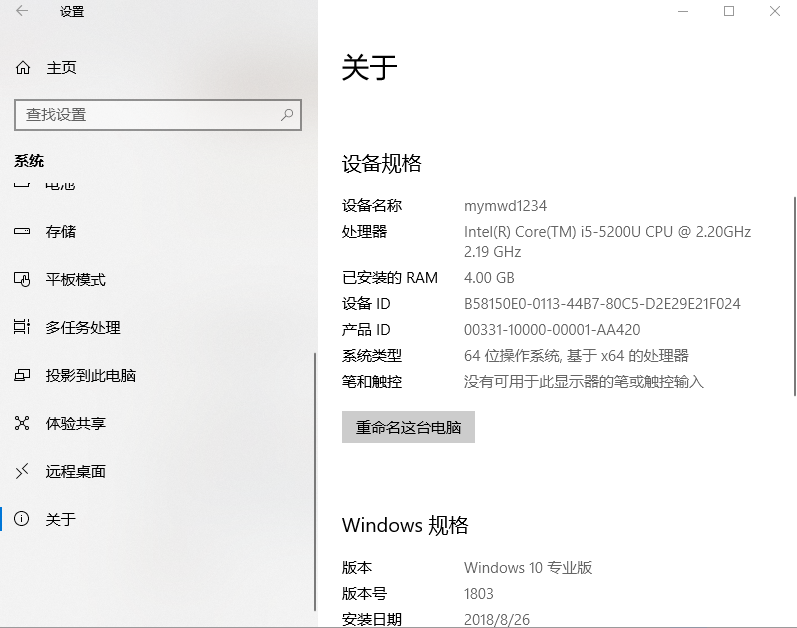 设置
主页
查找设置
系统
电池
存储
平板模式
多任务处理
投影到此电脑
体验共享
远程桌面
关于
关于
设备规格
设备名称 mymwd1234
处理器 Intel(R) Core(TM) i5-5200U CPU @ 2.20GHz
2.19 GHz
已安装的 RAM 4.00 GB
设备 ID B58150E0-0113-44B7-80C5-D2E29E21F024
产品 ID 00331-10000-00001-AA420
系统类型 64 位操作系统, 基于 x64 的处理器
笔和触控 没有可用于此显示器的笔或触控输入
重命名这台电脑
Windows 规格
版本 Windows 10 专业版
版本号 1803
安装日期 2018/8/26